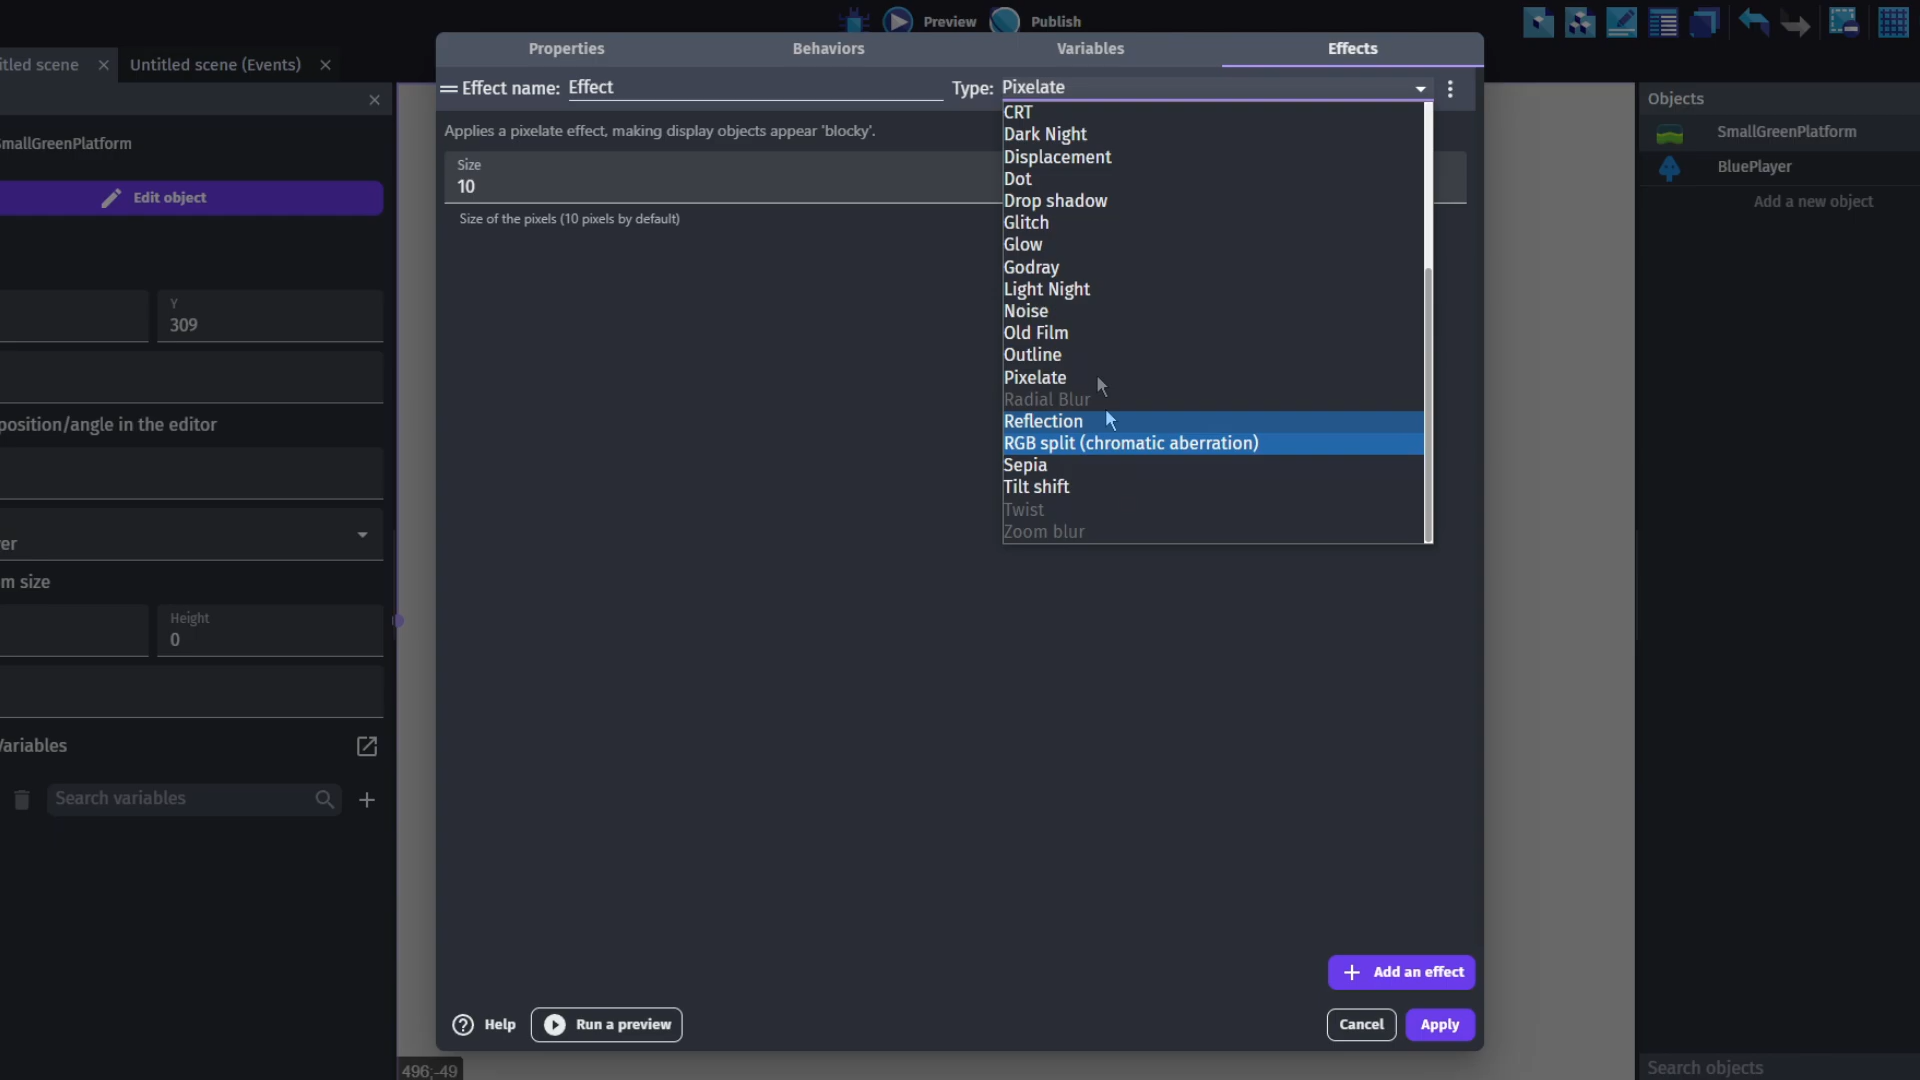 Preview
Publish
tled scene
Untitled scene (Events)
Properties
Behaviors
Variables
Effects
Effect name: Effect
Type: Pixelate
Applies a pixelate effect, making display objects appear 'blocky'.
Size
10
Size of the pixels (10 pixels by default)
CRT
Dark Night
Displacement
Dot
Drop shadow
Glitch
Glow
Godray
Light Night
Noise
Old Film
Outline
Pixelate
Radial Blur
Reflection
RGB split (chromatic aberration)
Sepia
Tilt shift
Twist
Zoom blur
Add an effect
Help
Run a preview
Cancel
Apply
mallGreenPlatform
Edit object
Y
309
position/angle in the editor
er
m size
Height
0
Variables
Search variables
496;-49
Objects
SmallGreenPlatform
BluePlayer
Add a new object
Search objects